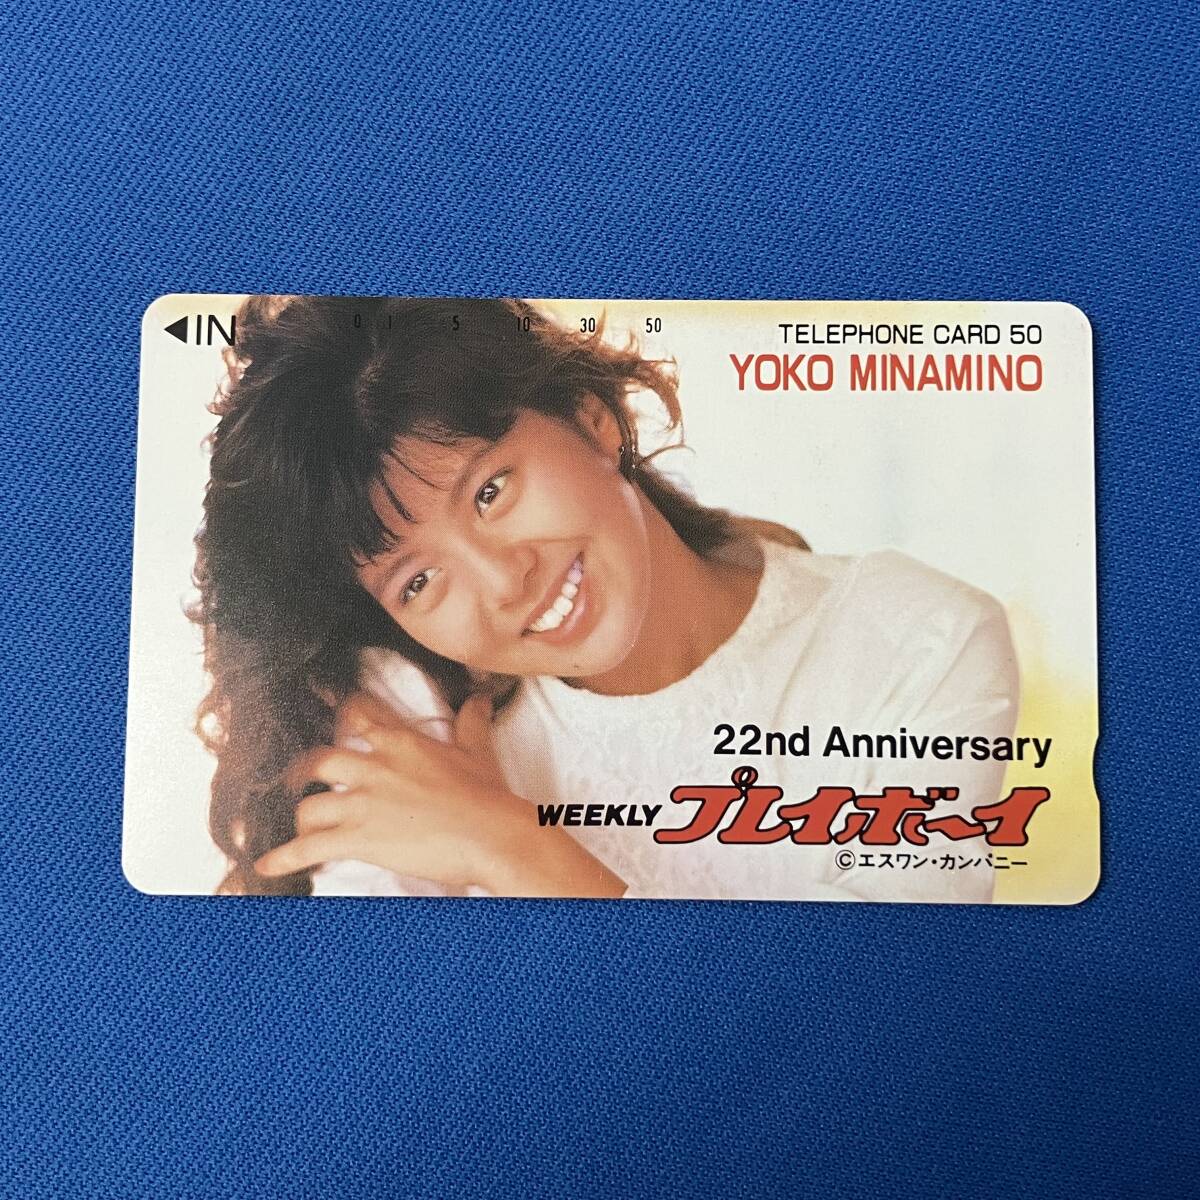 ◀IN 0 1 5 10 30 50
TELEPHONE CARD 50
YOKO MINAMINO
22nd Anniversary
WEEKLY プレイボーイ
©エスワン・カンパニー